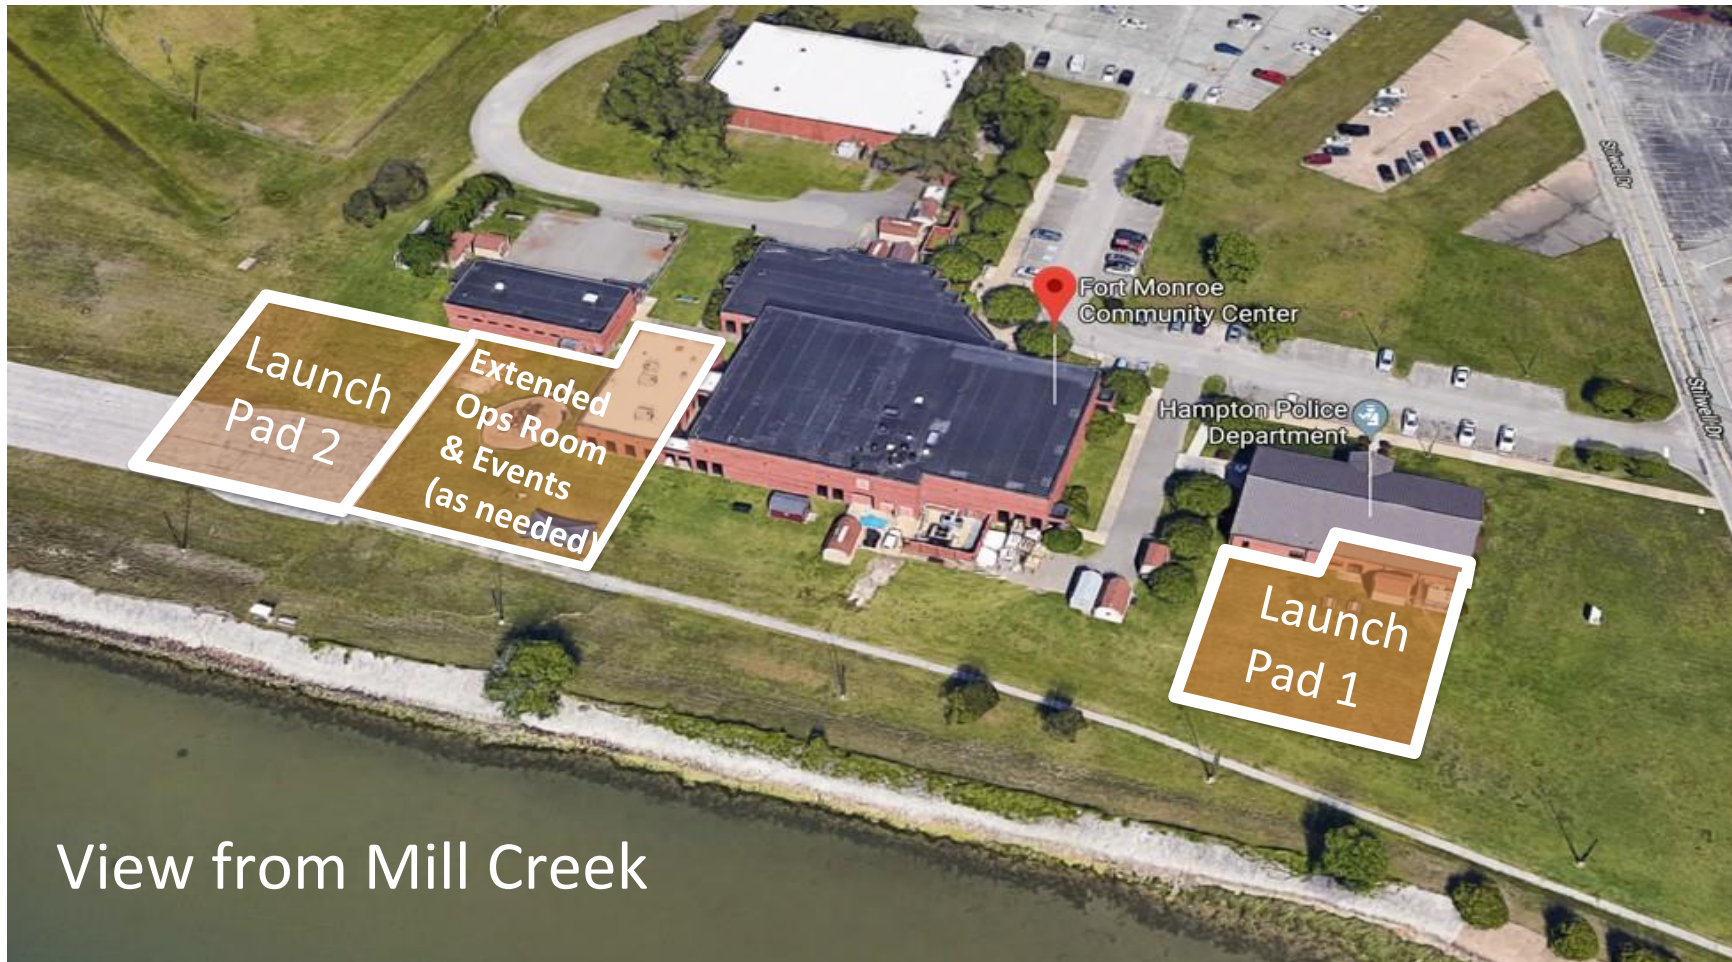 Stilwell Dr
Fort Monroe
Community Center
Launch
Pad 2
Extended
Ops Room
& Events
(as needed)
Stilwell Dr
Hampton Police
Department
Launch
Pad 1
View from Mill Creek